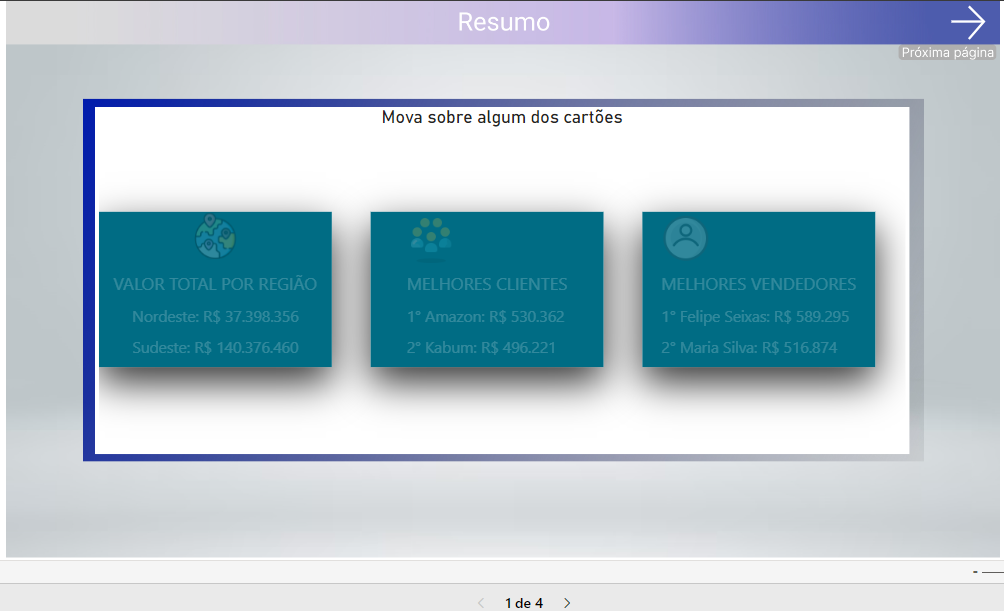 Resumo
Próxima página
Mova sobre algum dos cartões
VALOR TOTAL POR REGIÃO
Nordeste: R$ 37.398.356
Sudeste: R$ 140.376.460
MELHORES CLIENTES
1° Amazon: R$ 530.362
2° Kabum: R$ 496.221
MELHORES VENDEDORES
1° Felipe Seixas: R$ 589.295
2° Maria Silva: R$ 516.874
1 de 4